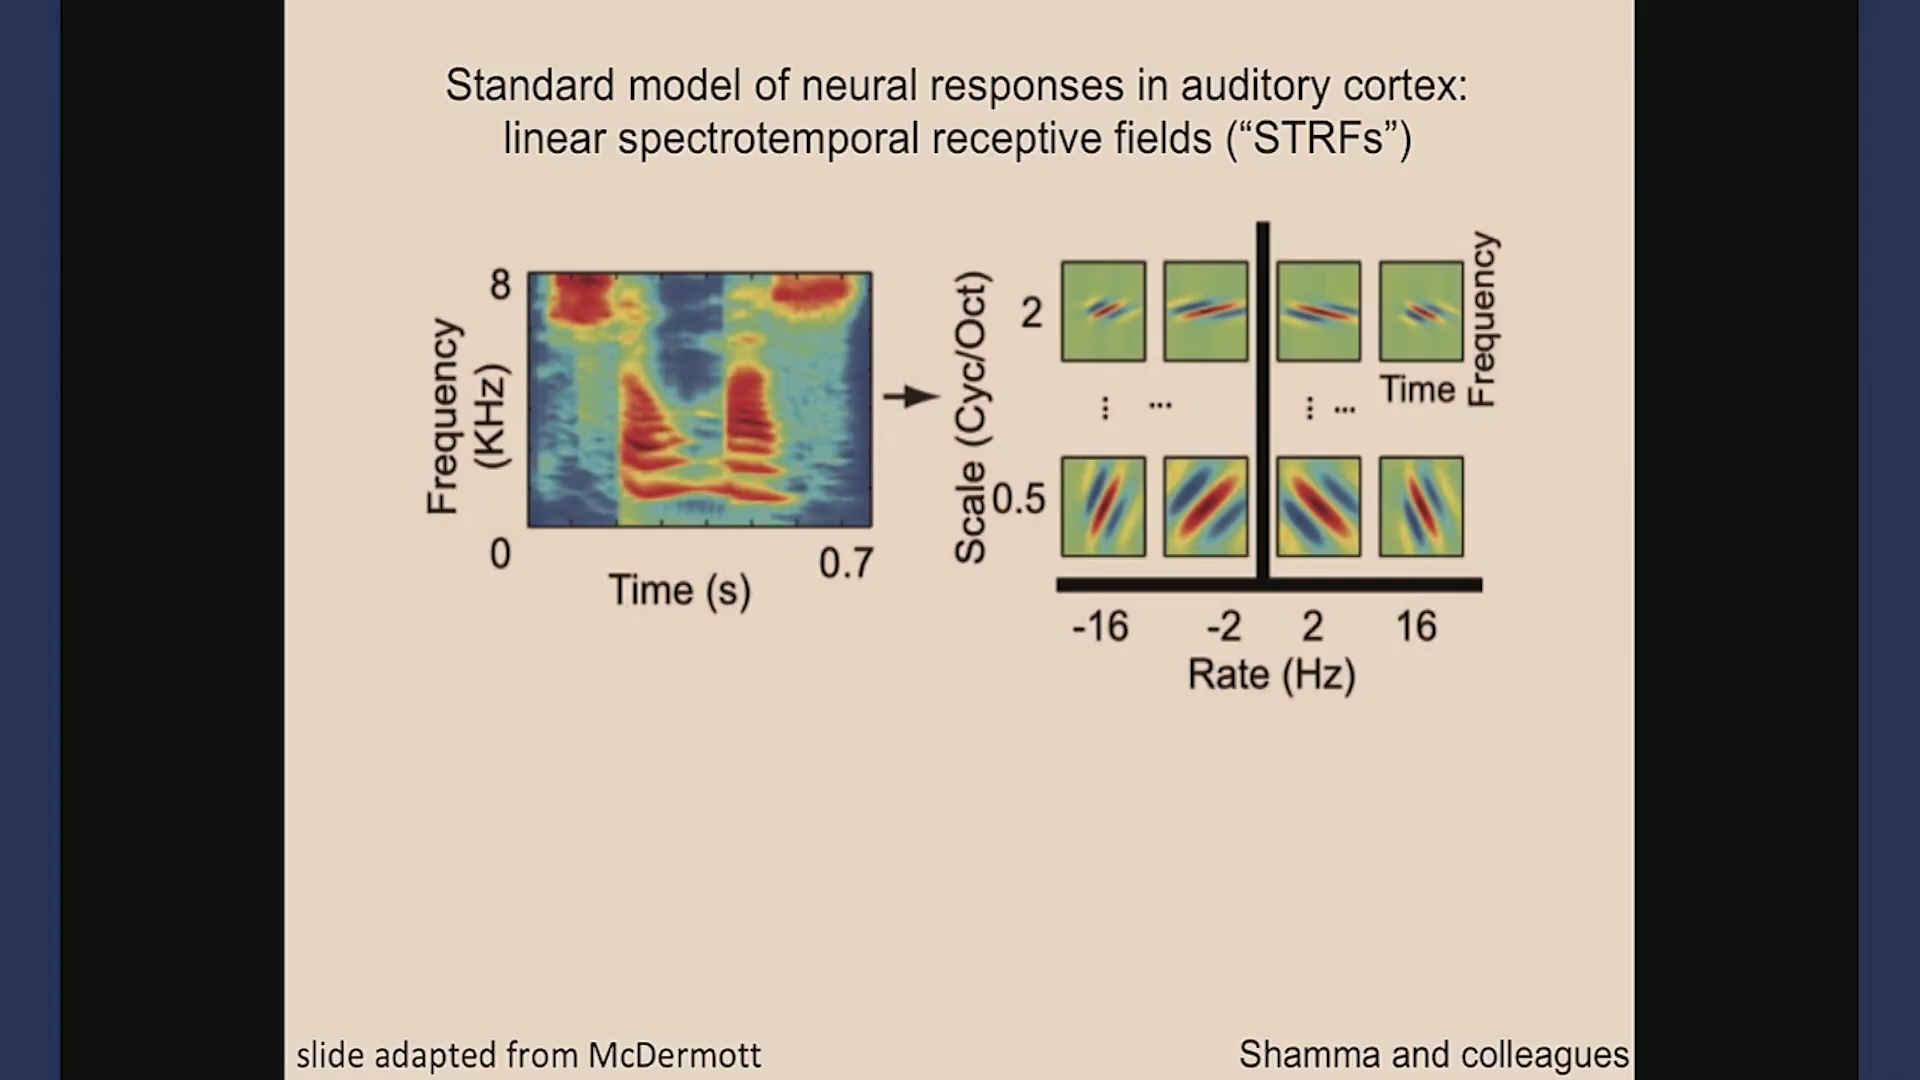 Standard model of neural responses in auditory cortex:
linear spectrotemporal receptive fields (“STRFs”)
8
Frequency
(KHz)
0
0.7
Time (s)
Scale (Cyc/Oct)
2
0.5
Time
Frequency
... ...
... ...
-16 -2 2 16
Rate (Hz)
slide adapted from McDermott
Shamma and colleagues